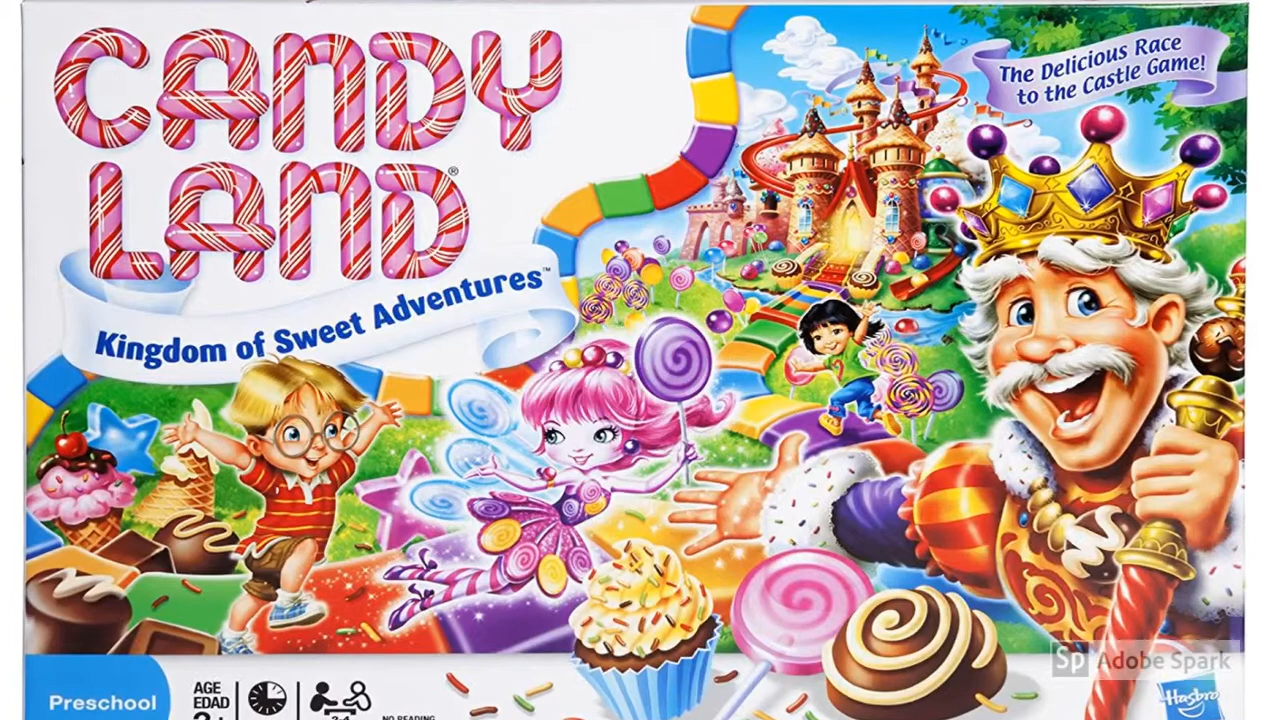 CANDY
LAND®
Kingdom of Sweet Adventures™
The Delicious Race
to the Castle Game!
Preschool
AGE
EDAD
NO READING
Sp Adobe Spark
Hasbro